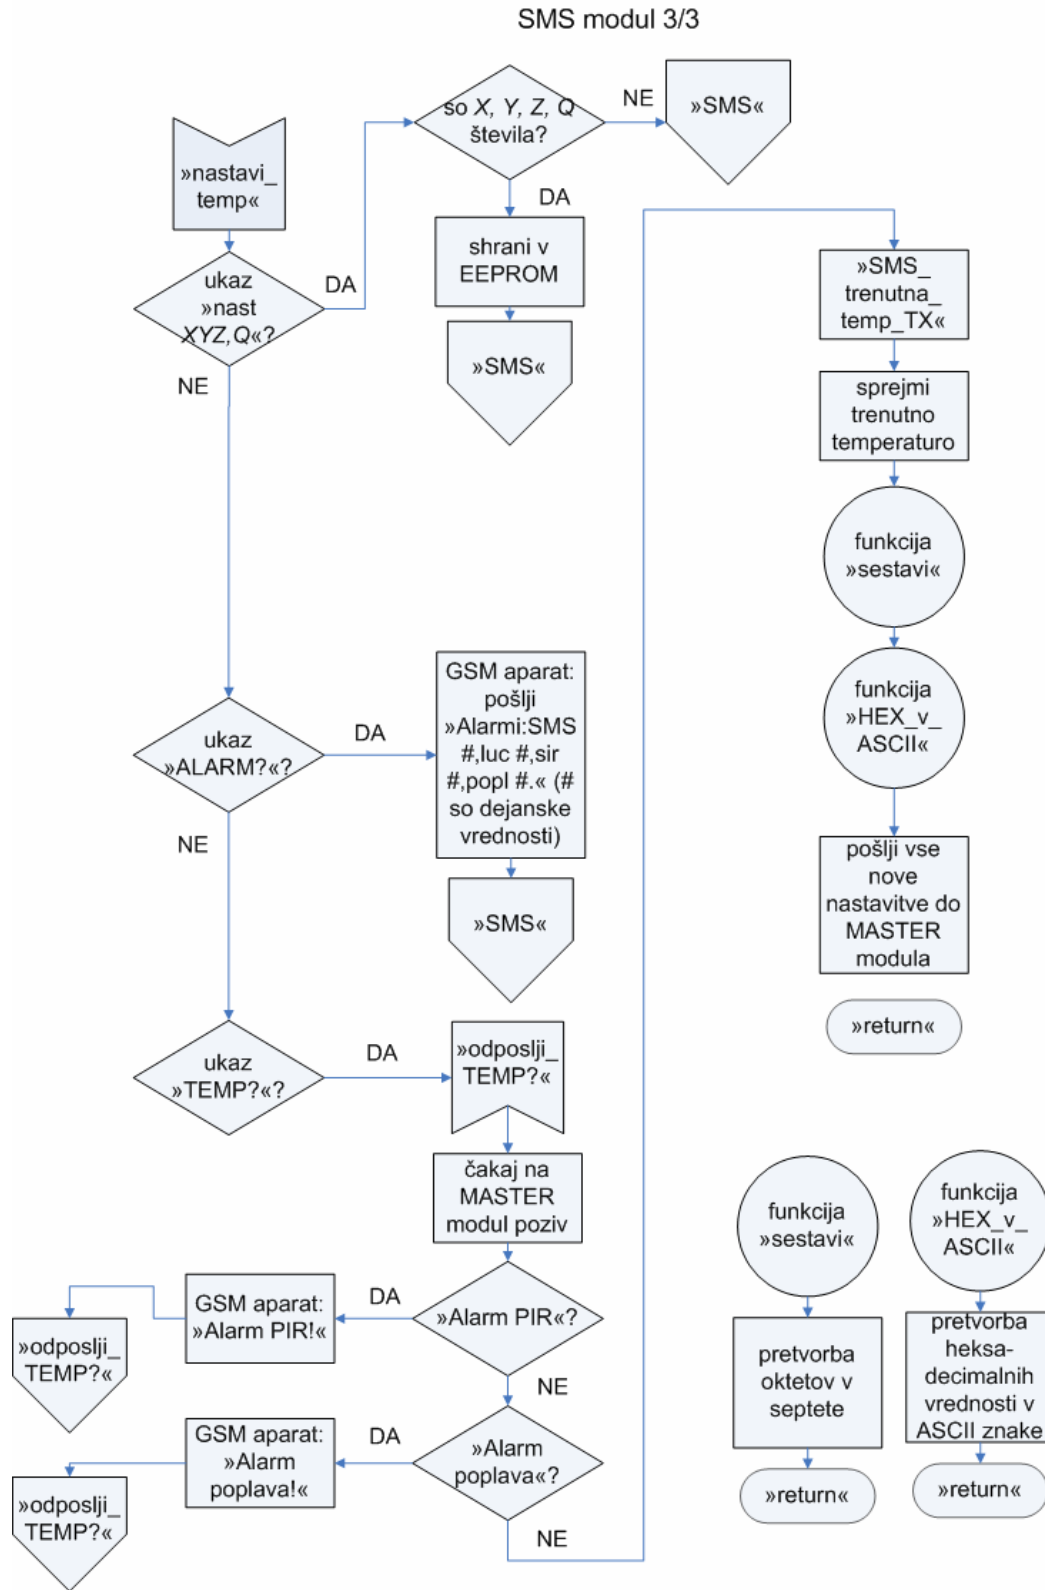 SMS modul 3/3
»nastavi_
temp«
ukaz
»nast
XYZ,Q«?
DA
NE
so X, Y, Z, Q
števila?
NE
»SMS«
DA
shrani v
EEPROM
»SMS«
ukaz
»ALARM?«?
DA
NE
GSM aparat:
pošlji
»Alarmi:SMS
#,luc #,sir
#,popl #.« (#
so dejanske
vrednosti)
»SMS«
ukaz
»TEMP?«?
DA
»odposlji_
TEMP?«
čakaj na
MASTER
modul poziv
»Alarm PIR«?
DA
GSM aparat:
»Alarm PIR!«
»odposlji_
TEMP?«
NE
»Alarm
poplava«?
DA
GSM aparat:
»Alarm
poplava!«
»odposlji_
TEMP?«
NE
»SMS_
trenutna_
temp_TX«
sprejmi
trenutno
temperaturo
funkcija
»sestavi«
funkcija
»HEX_v_
ASCII«
pošlji vse
nove
nastavitve do
MASTER
modula
»return«
funkcija
»sestavi«
pretvorba
oktetov v
septete
»return«
funkcija
»HEX_v_
ASCII«
pretvorba
heksa-
decimalnih
vrednosti v
ASCII znake
»return«